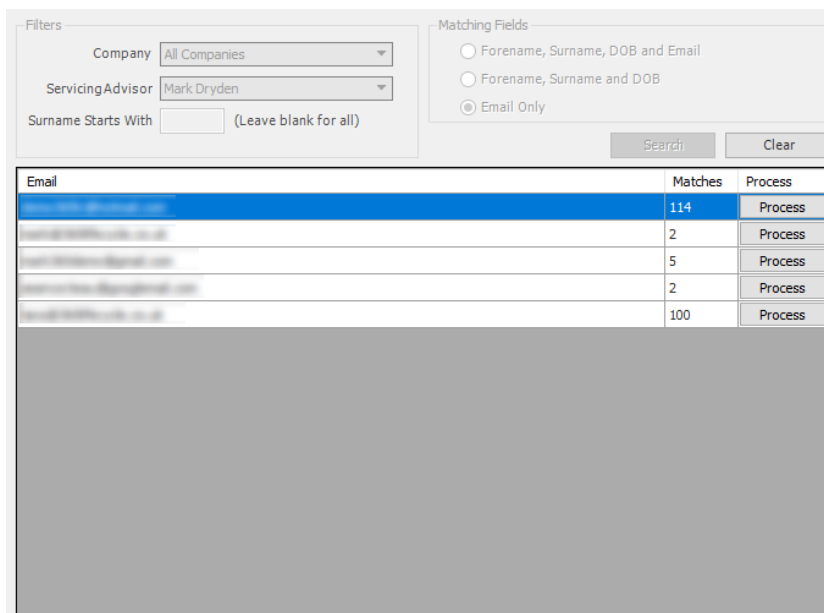 Filters
Company All Companies
Servicing Advisor Mark Dryden
Surname Starts With (Leave blank for all)
Matching Fields
Forename, Surname, DOB and Email
Forename, Surname and DOB
Email Only
Search Clear
Email Matches Process
114 Process
2 Process
5 Process
2 Process
100 Process